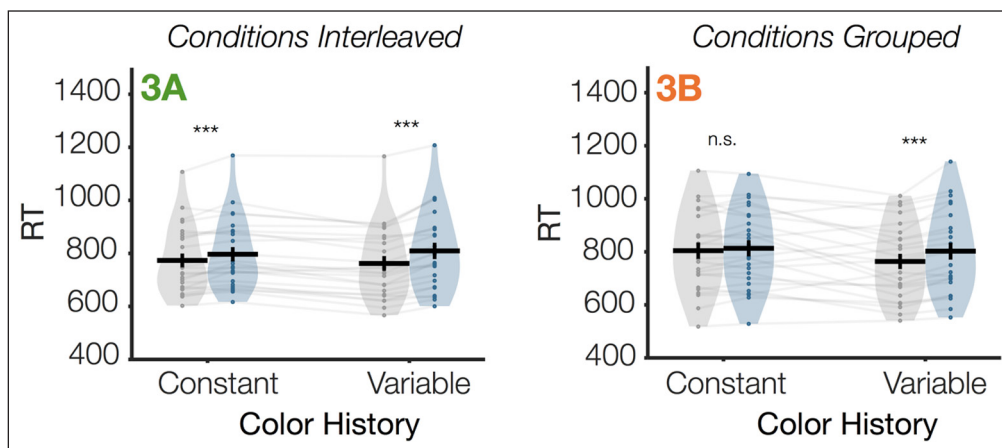 Conditions Interleaved
3A
***
***
1400
1200
1000
800
600
400
RT
Constant
Variable
Color History
Conditions Grouped
3B
n.s.
***
1400
1200
1000
800
600
400
RT
Constant
Variable
Color History